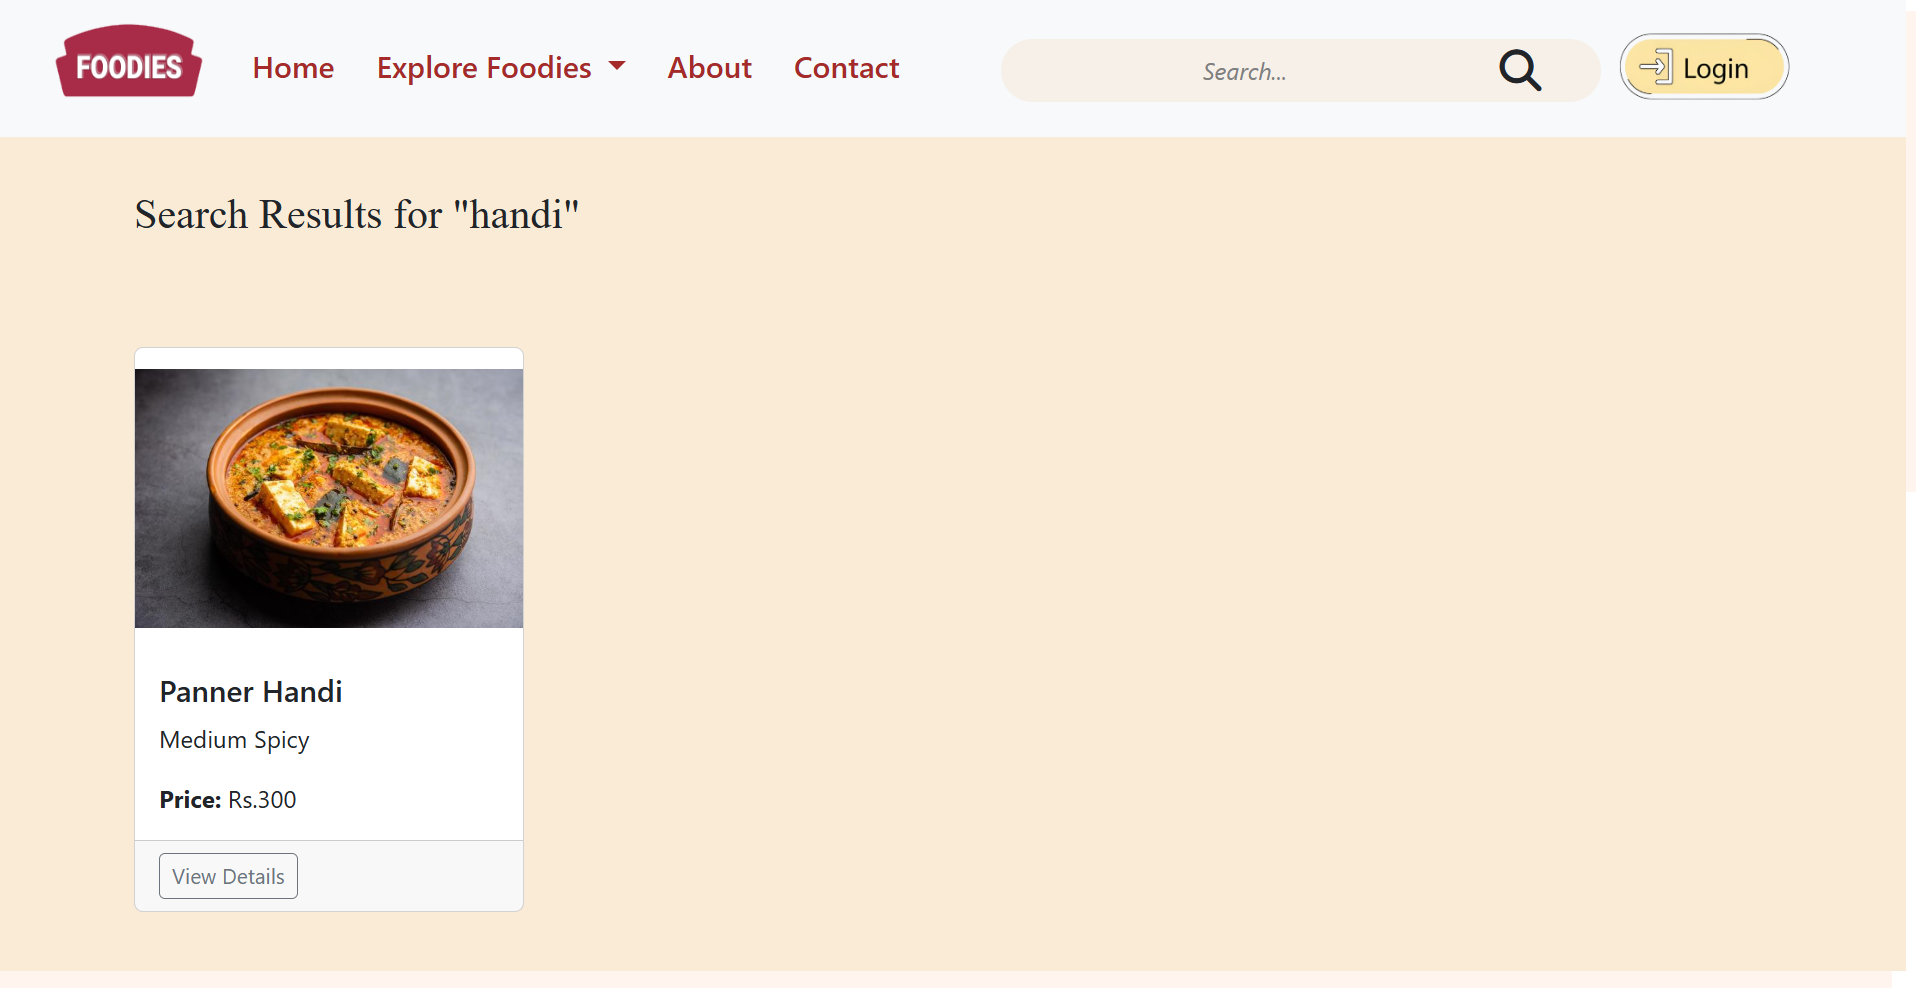 FOODIES
Home Explore Foodies About Contact Search... Login
Search Results for "handi"
Panner Handi
Medium Spicy
Price: Rs.300
View Details